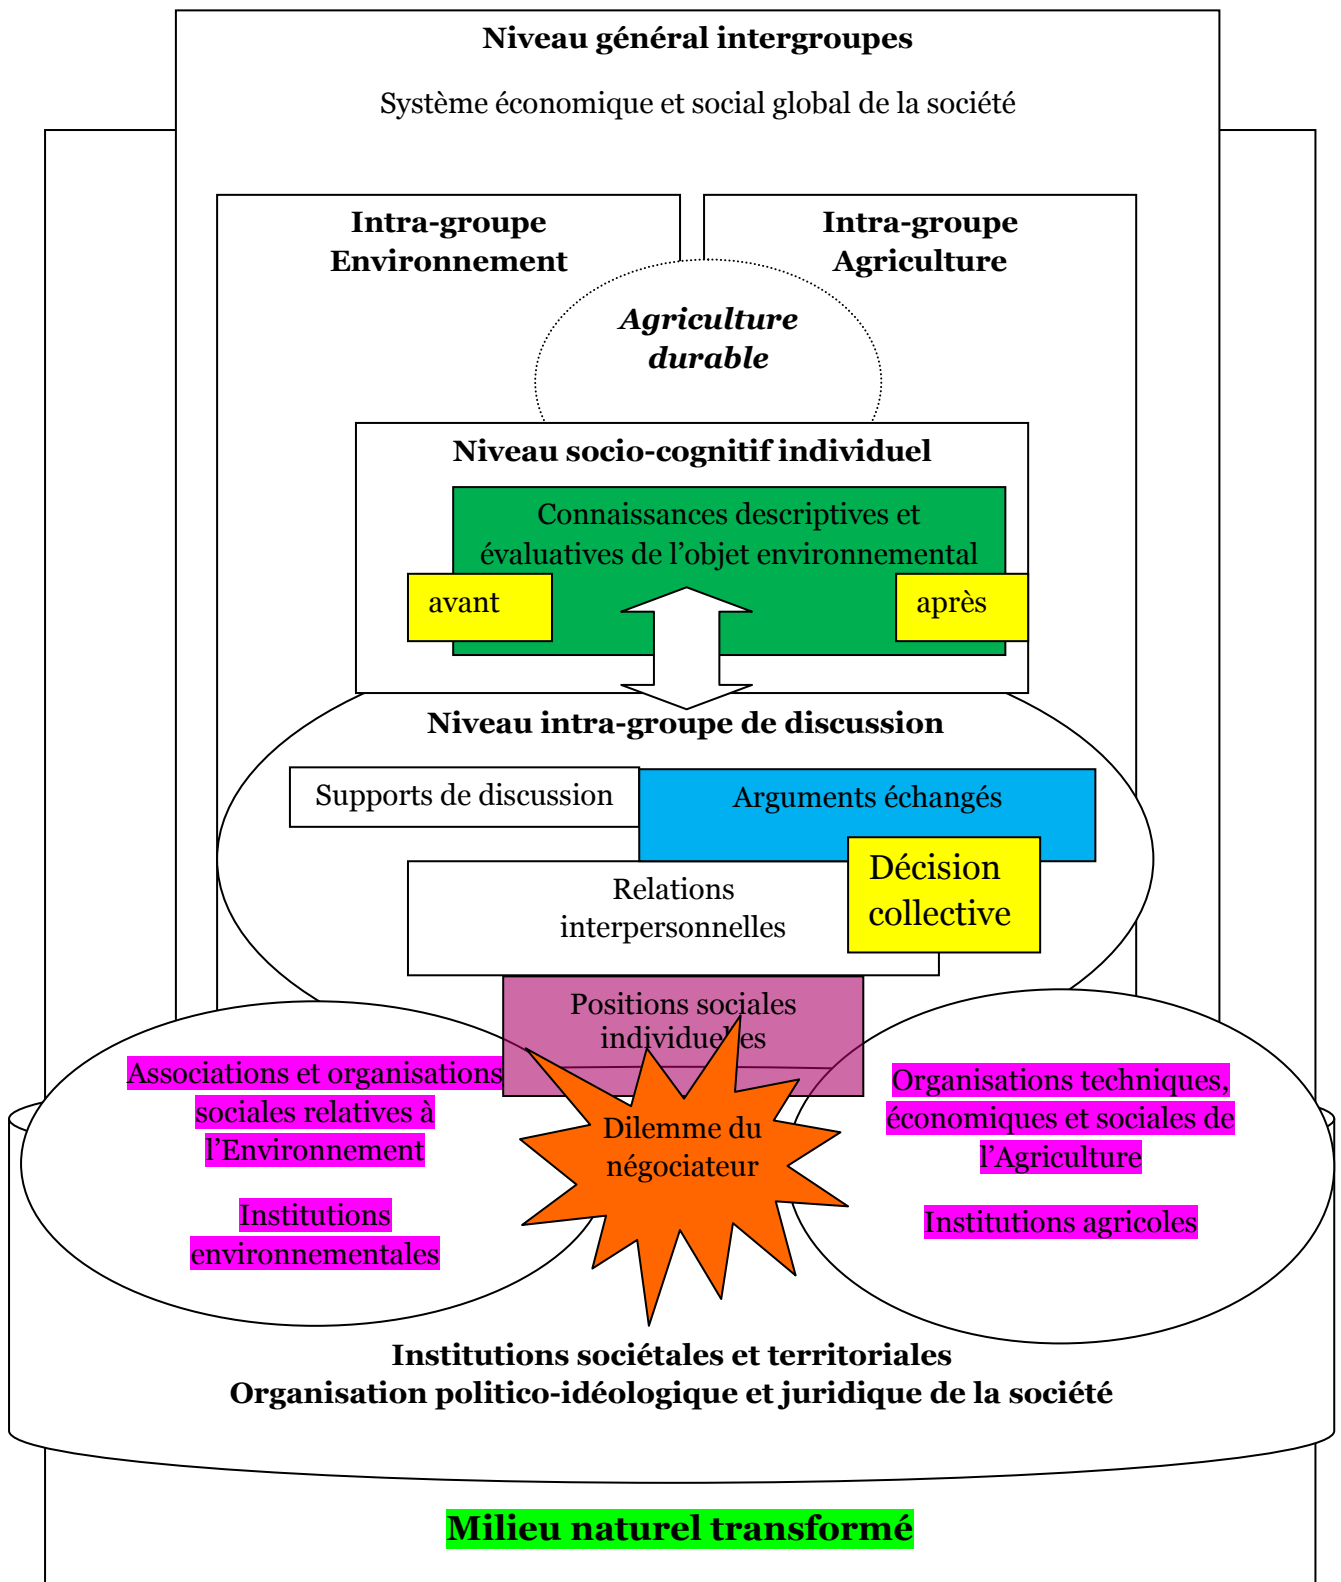 Niveau général intergroupes
Système économique et social global de la société
Intra-groupe
Environnement
Intra-groupe
Agriculture
Agriculture
durable
Niveau socio-cognitif individuel
Connaissances descriptives et
évaluatives de l’objet environnemental
avant
après
Niveau intra-groupe de discussion
Supports de discussion
Arguments échangés
Relations
interpersonnelles
Décision
collective
Positions sociales
individuelles
Associations et organisations
sociales relatives à
l’Environnement
Institutions
environnementales
Dilemme du
négociateur
Organisations techniques,
économiques et sociales de
l’Agriculture
Institutions agricoles
Institutions sociétales et territoriales
Organisation politico-idéologique et juridique de la société
Milieu naturel transformé